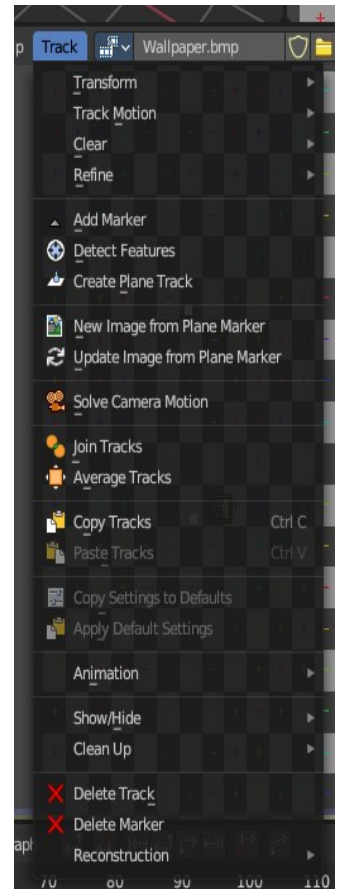 p Track Wallpaper.bmp
Transform
Track Motion
Clear
Refine
Add Marker
Detect Features
Create Plane Track
New Image from Plane Marker
Update Image from Plane Marker
Solve Camera Motion
Join Tracks
Average Tracks
Copy Tracks Ctrl C
Paste Tracks Ctrl V
Copy Settings to Defaults
Apply Default Settings
Animation
Show/Hide
Clean Up
Delete Track
Delete Marker
raph
Reconstruction
70 80 90 100 110